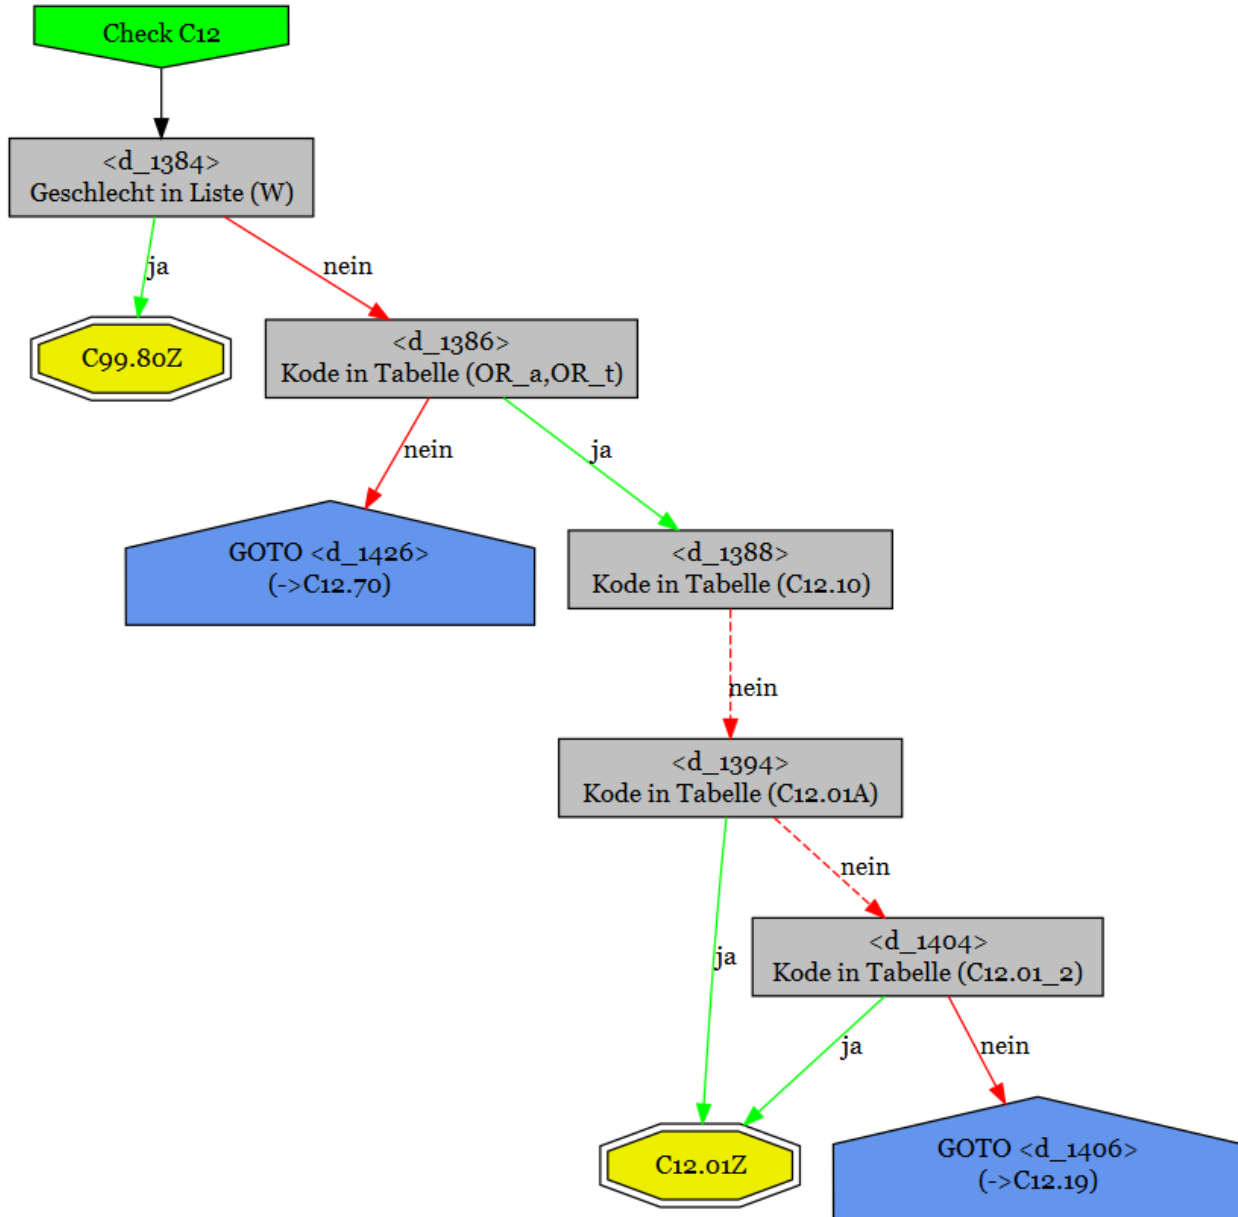 Check C12
<d_1384>
Geschlecht in Liste (W)
ja
nein
C99.80Z
<d_1386>
Kode in Tabelle (OR_a,OR_t)
nein
ja
GOTO <d_1426>
(->C12.70)
<d_1388>
Kode in Tabelle (C12.10)
nein
<d_1394>
Kode in Tabelle (C12.01A)
nein
<d_1404>
Kode in Tabelle (C12.01_2)
ja
ja
nein
C12.01Z
GOTO <d_1406>
(->C12.19)